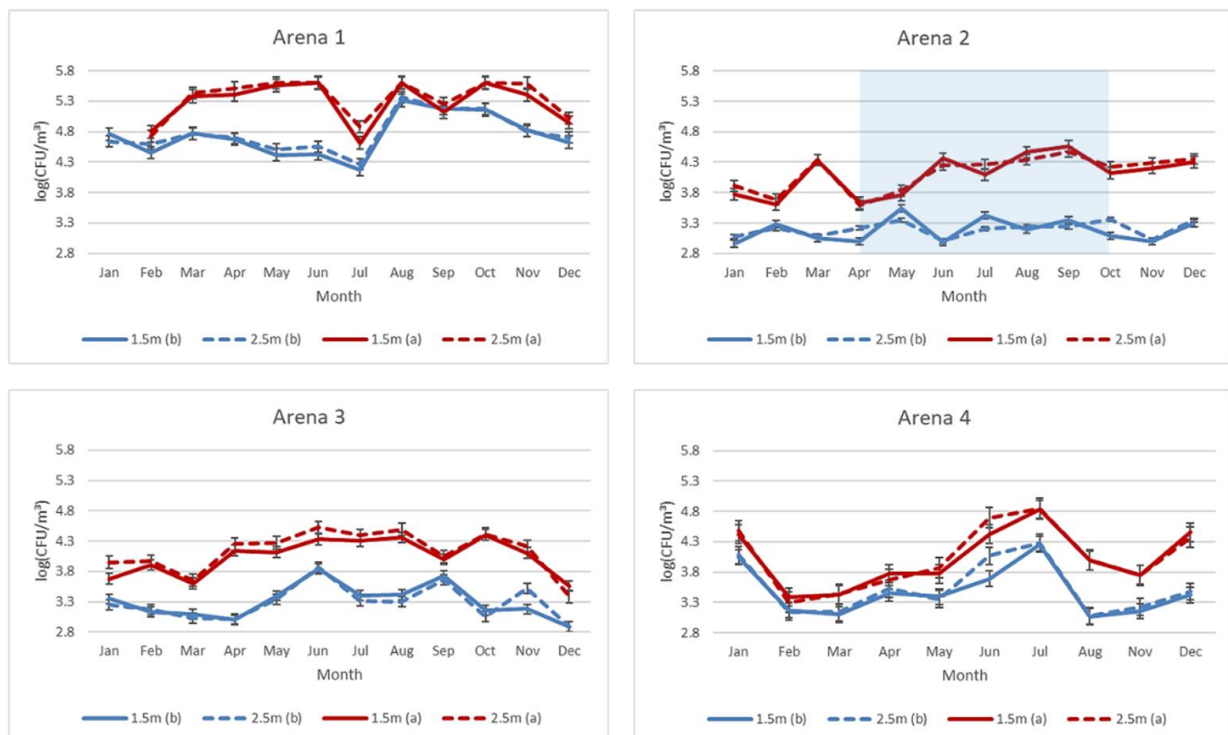 Arena 1
log(CFU/m³)
5.8
5.3
4.8
4.3
3.8
3.3
2.8
Jan Feb Mar Apr May Jun Jul Aug Sep Oct Nov Dec
Month
1.5m (b) 2.5m (b) 1.5m (a) 2.5m (a)
Arena 2
log(CFU/m³)
5.8
5.3
4.8
4.3
3.8
3.3
2.8
Jan Feb Mar Apr May Jun Jul Aug Sep Oct Nov Dec
Month
1.5m (b) 2.5m (b) 1.5m (a) 2.5m (a)
Arena 3
log(CFU/m³)
5.8
5.3
4.8
4.3
3.8
3.3
2.8
Jan Feb Mar Apr May Jun Jul Aug Sep Oct Nov Dec
Month
1.5m (b) 2.5m (b) 1.5m (a) 2.5m (a)
Arena 4
log(CFU/m³)
5.8
5.3
4.8
4.3
3.8
3.3
2.8
Jan Feb Mar Apr May Jun Jul Aug Nov Dec
Month
1.5m (b) 2.5m (b) 1.5m (a) 2.5m (a)